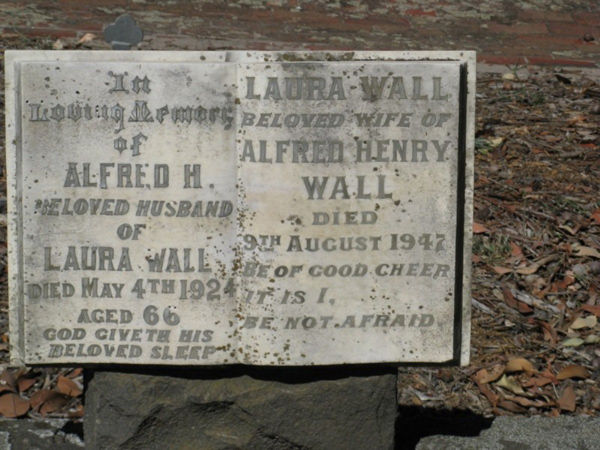 In
Loving Memory
of
ALFRED H.
BELOVED HUSBAND
OF
LAURA WALL
DIED MAY 4TH 1924
AGED 66
GOD GIVETH HIS
BELOVED SLEEP
LAURA WALL
BELOVED WIFE OF
ALFRED HENRY
WALL
DIED
9TH AUGUST 1947
BE OF GOOD CHEER
IT IS I,
BE NOT AFRAID.